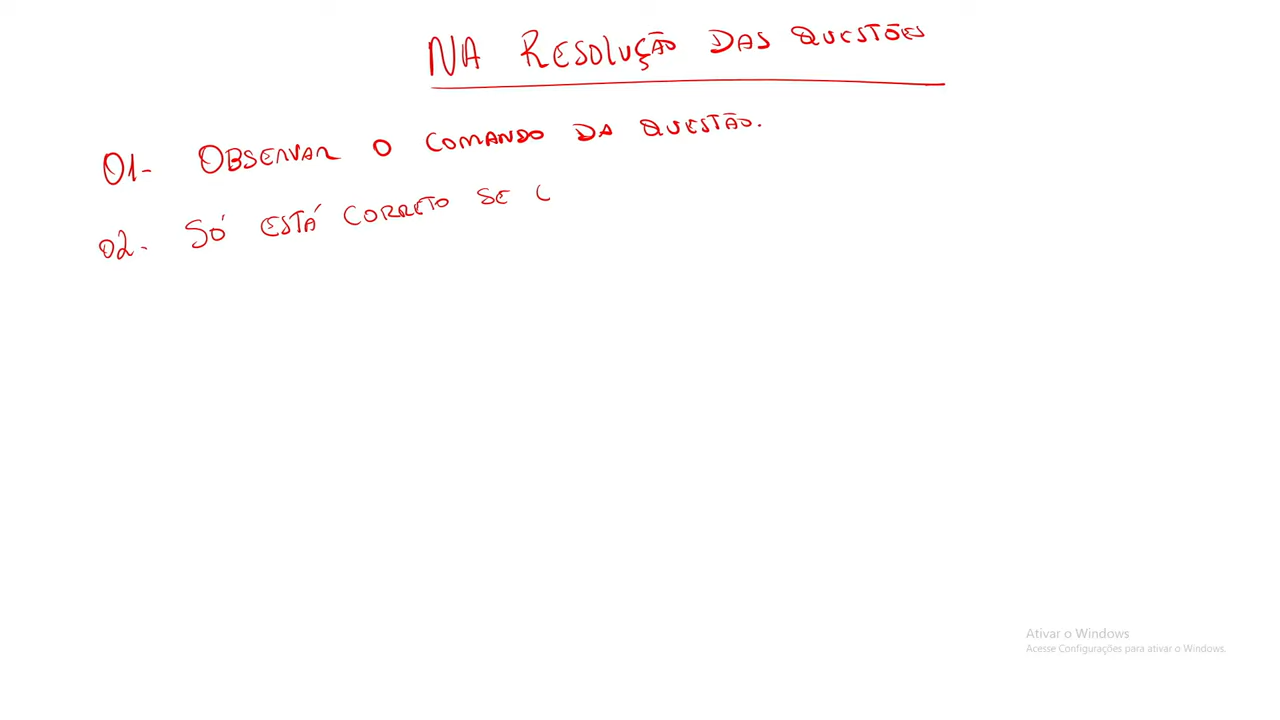 NA RESOLUÇÃO DAS QUESTÕES
01- OBSERVAR O COMANDO DA QUESTÃO.
02- SÓ ESTÁ CORRETO SE (
Ativar o Windows
Acesse Configurações para ativar o Windows.